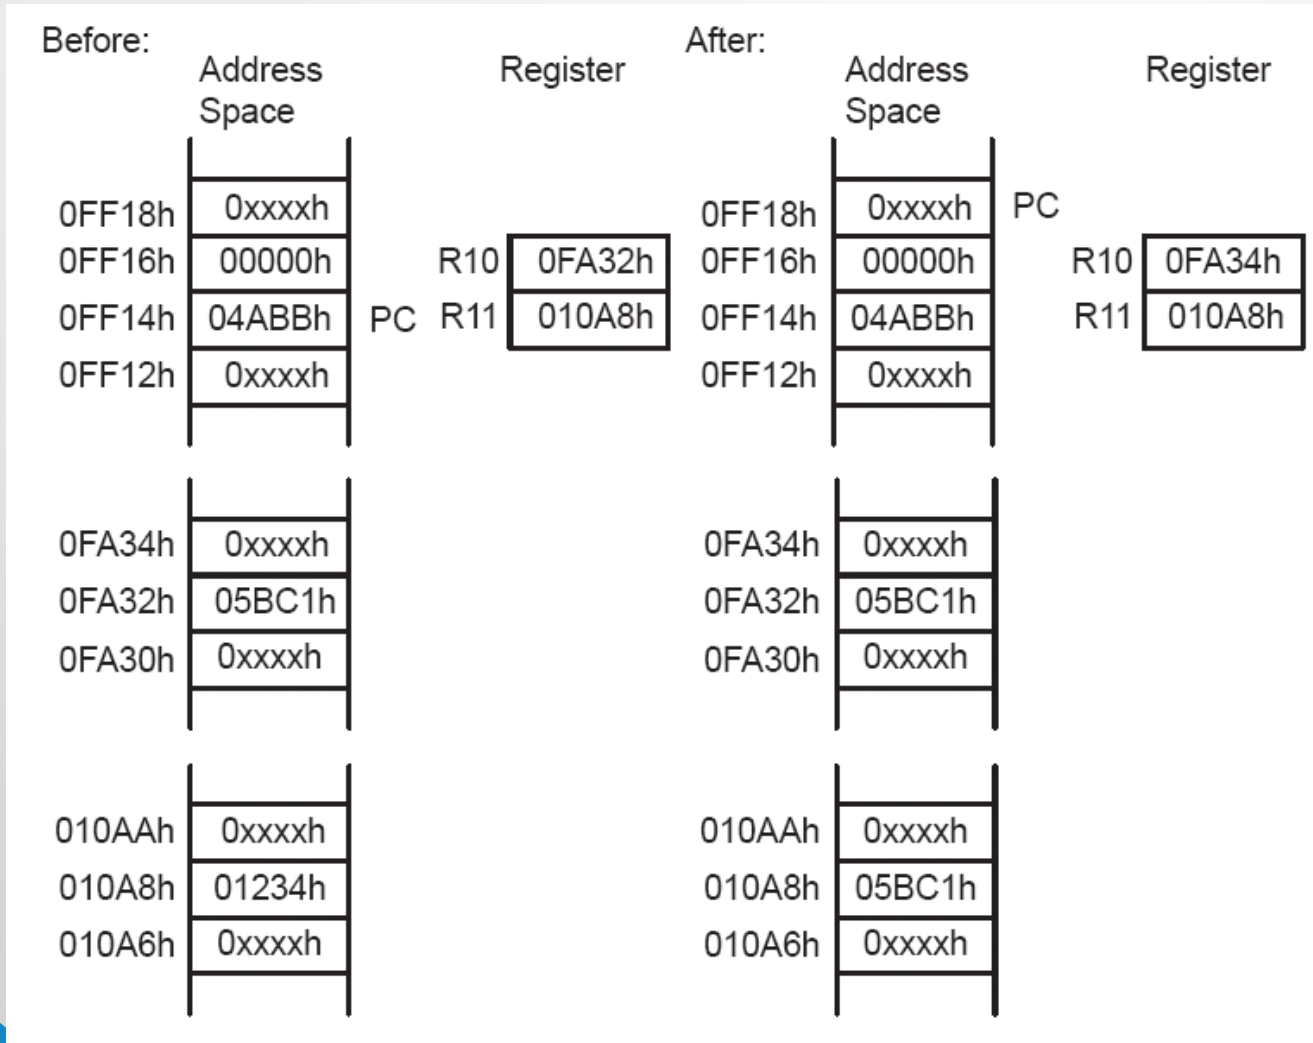 Before:
Address
Space
Register
0FF18h 0xxxxh
0FF16h 00000h R10 0FA32h
0FF14h 04ABBh PC R11 010A8h
0FF12h 0xxxxh
0FA34h 0xxxxh
0FA32h 05BC1h
0FA30h 0xxxxh
010AAh 0xxxxh
010A8h 01234h
010A6h 0xxxxh
After:
Address
Space
Register
0FF18h 0xxxxh PC
0FF16h 00000h R10 0FA34h
0FF14h 04ABBh R11 010A8h
0FF12h 0xxxxh
0FA34h 0xxxxh
0FA32h 05BC1h
0FA30h 0xxxxh
010AAh 0xxxxh
010A8h 05BC1h
010A6h 0xxxxh